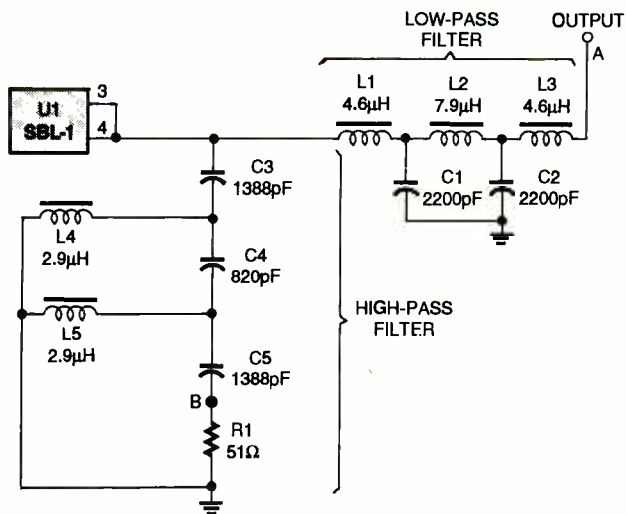 LOW-PASS
FILTER
OUTPUT
A
L1
4.6µH
L2
7.9µH
L3
4.6µH
U1
SBL-1
3
4
C3
1388pF
C1
2200pF
C2
2200pF
L4
2.9µH
C4
820pF
HIGH-PASS
FILTER
L5
2.9µH
C5
1388pF
B
R1
51Ω